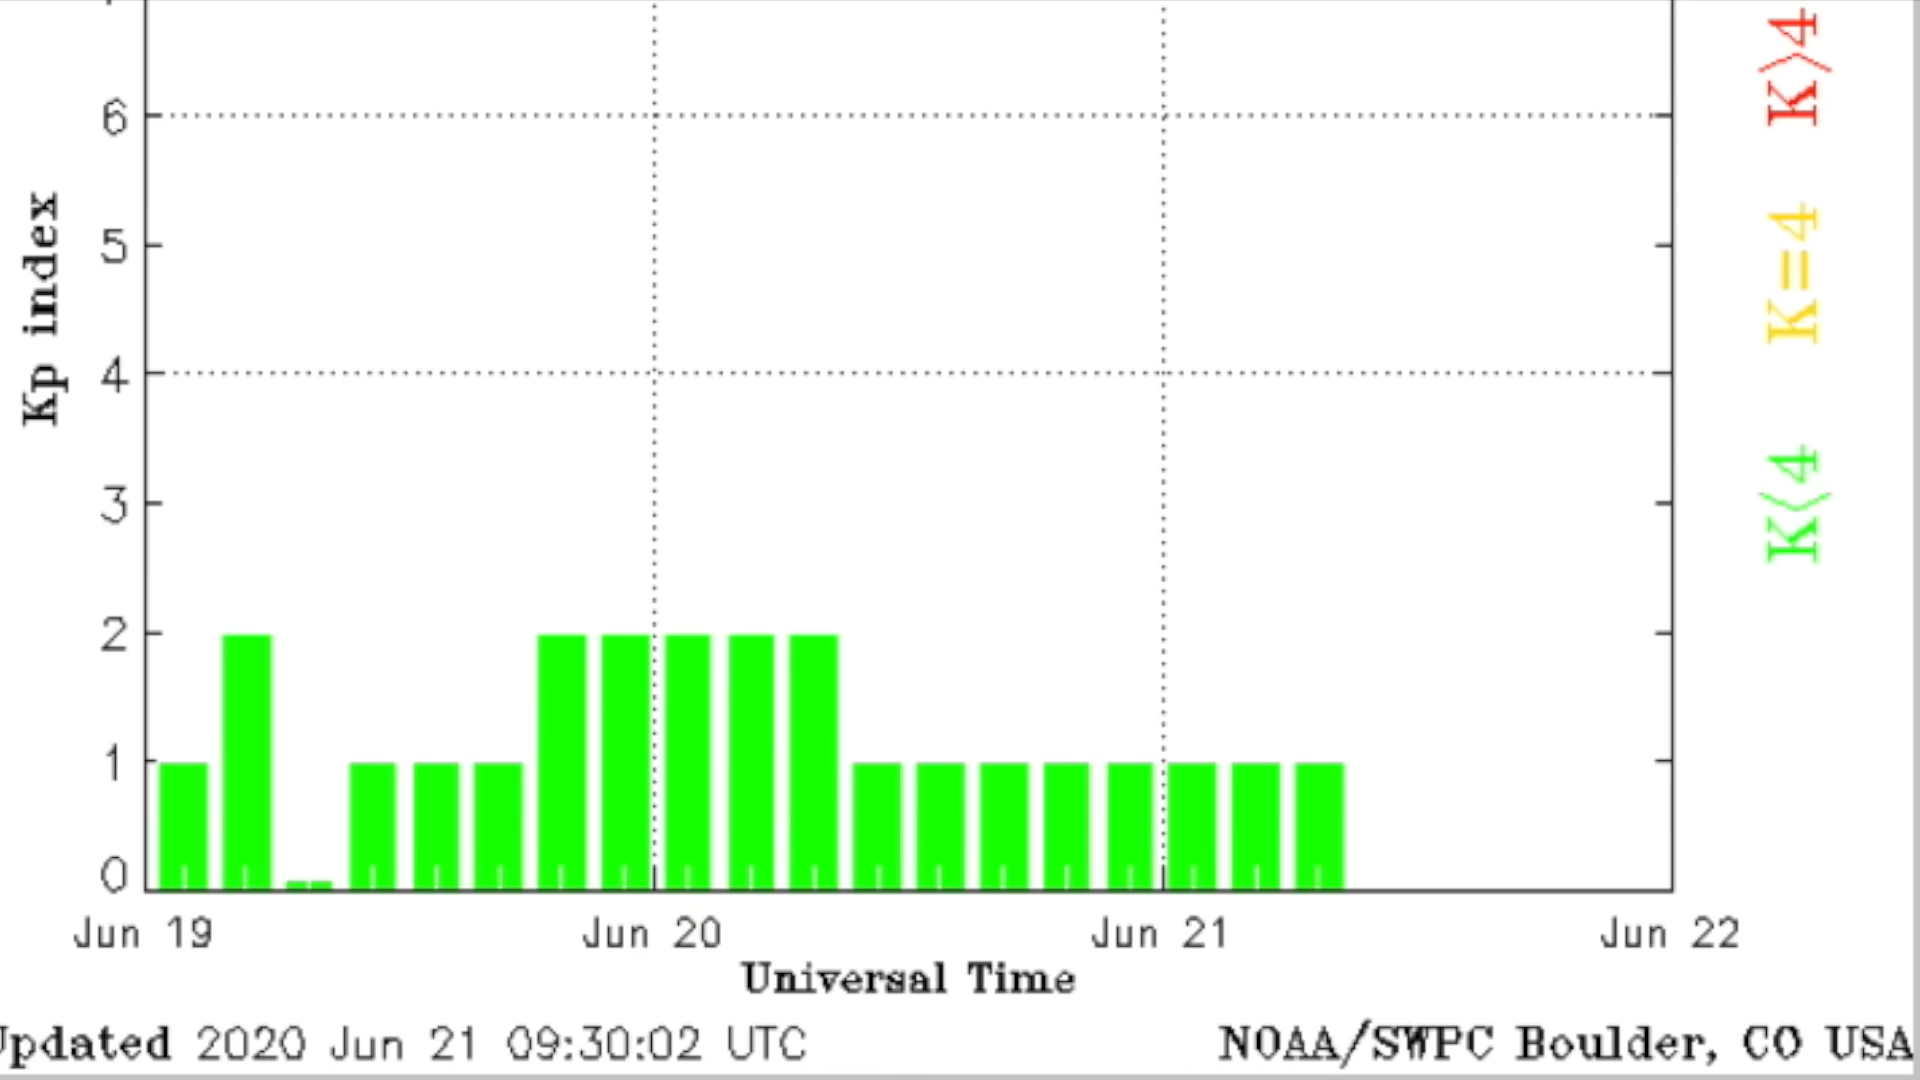 K>4
6
5
Kp index
K=4
4
3
K<4
2
1
0
Jun 19 Jun 20 Jun 21 Jun 22
Universal Time
Updated 2020 Jun 21 09:30:02 UTC NOAA/SWPC Boulder, CO USA